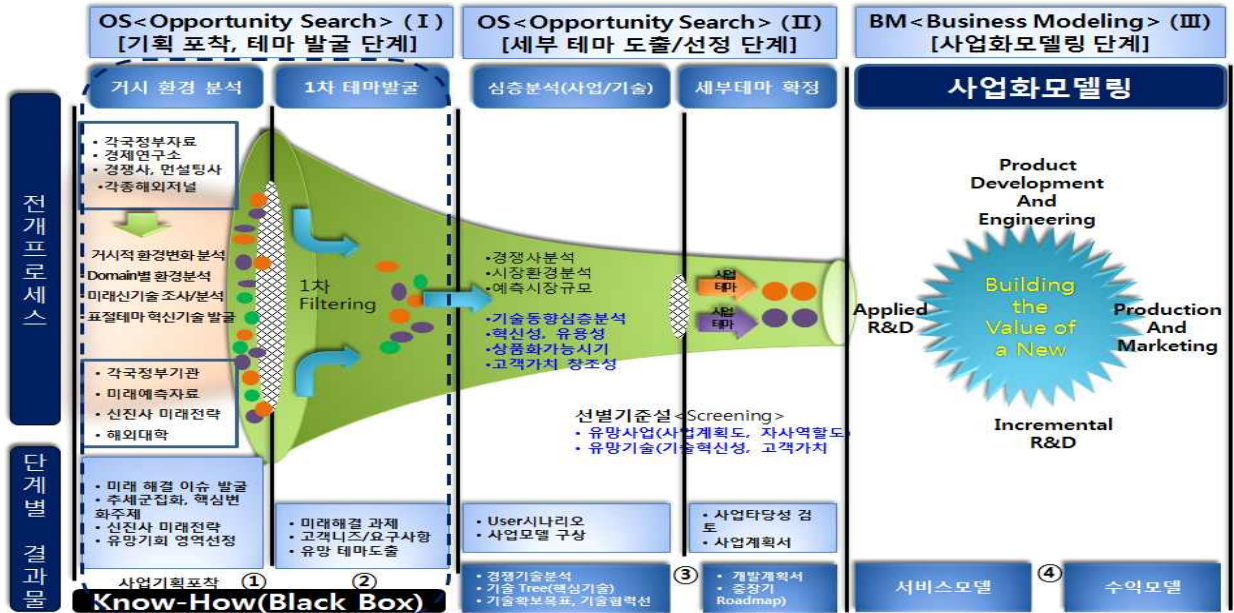 OS<Opportunity Search> (Ⅰ)
[기획 포착, 테마 발굴 단계]
OS<Opportunity Search> (Ⅱ)
[세부 테마 도출/선정 단계]
BM<Business Modeling> (Ⅲ)
[사업화모델링 단계]
거시 환경 분석
1차 테마발굴
심층분석(사업/기술)
세부테마 확정
사업화모델링
전개프로세스
• 각국정부자료
• 경제연구소
• 경쟁사, 먼설팅사
• 각종해외저널
거시적 환경변화 분석
• Domain별 환경분석
• 미래신기술 조사/분석
• 표절테마 혁신기술 발굴
• 각국정부기관
• 미래예측자료
• 신진사 미래전략
• 해외대학
1차
Filtering
• 경쟁사분석
• 시장환경분석
• 예측시장규모
• 기술동향심층분석
• 혁신성, 유용성
• 상품화가능시기
• 고객가치 창조성
사업
테마
사업
테마
선별기준설<Screening>
• 유망사업(사업계획도, 자사역할도)
• 유망기술(기술혁신성, 고객가치
Product
Development
And
Engineering
Applied
R&D
Building
the
Value of
a New
Production
And
Marketing
Incremental
R&D
단계별 결과물
• 미래 해결 이슈 발굴
• 추세군집화, 핵심변
화주제
• 신진사 미래전략
• 유망기회 영역선정
• 미래해결 과제
• 고객니즈/요구사항
• 유망 테마도출
• User시나리오
• 사업모델 구상
• 사업타당성 검
토
• 사업계획서
사업기획포착
①
②
Know-How(Black Box)
• 경쟁기술분석
• 기술 Tree(핵심기술)
• 기술확보목표, 기술협력선
③
• 개발계획서
• 중장기
Roadmap)
서비스모델
④
수익모델